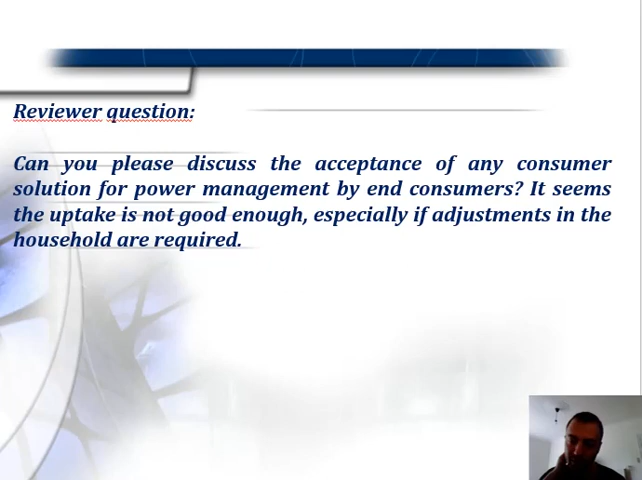 Reviewer question:
Can you please discuss the acceptance of any consumer
solution for power management by end consumers? It seems
the uptake is not good enough, especially if adjustments in the
household are required.